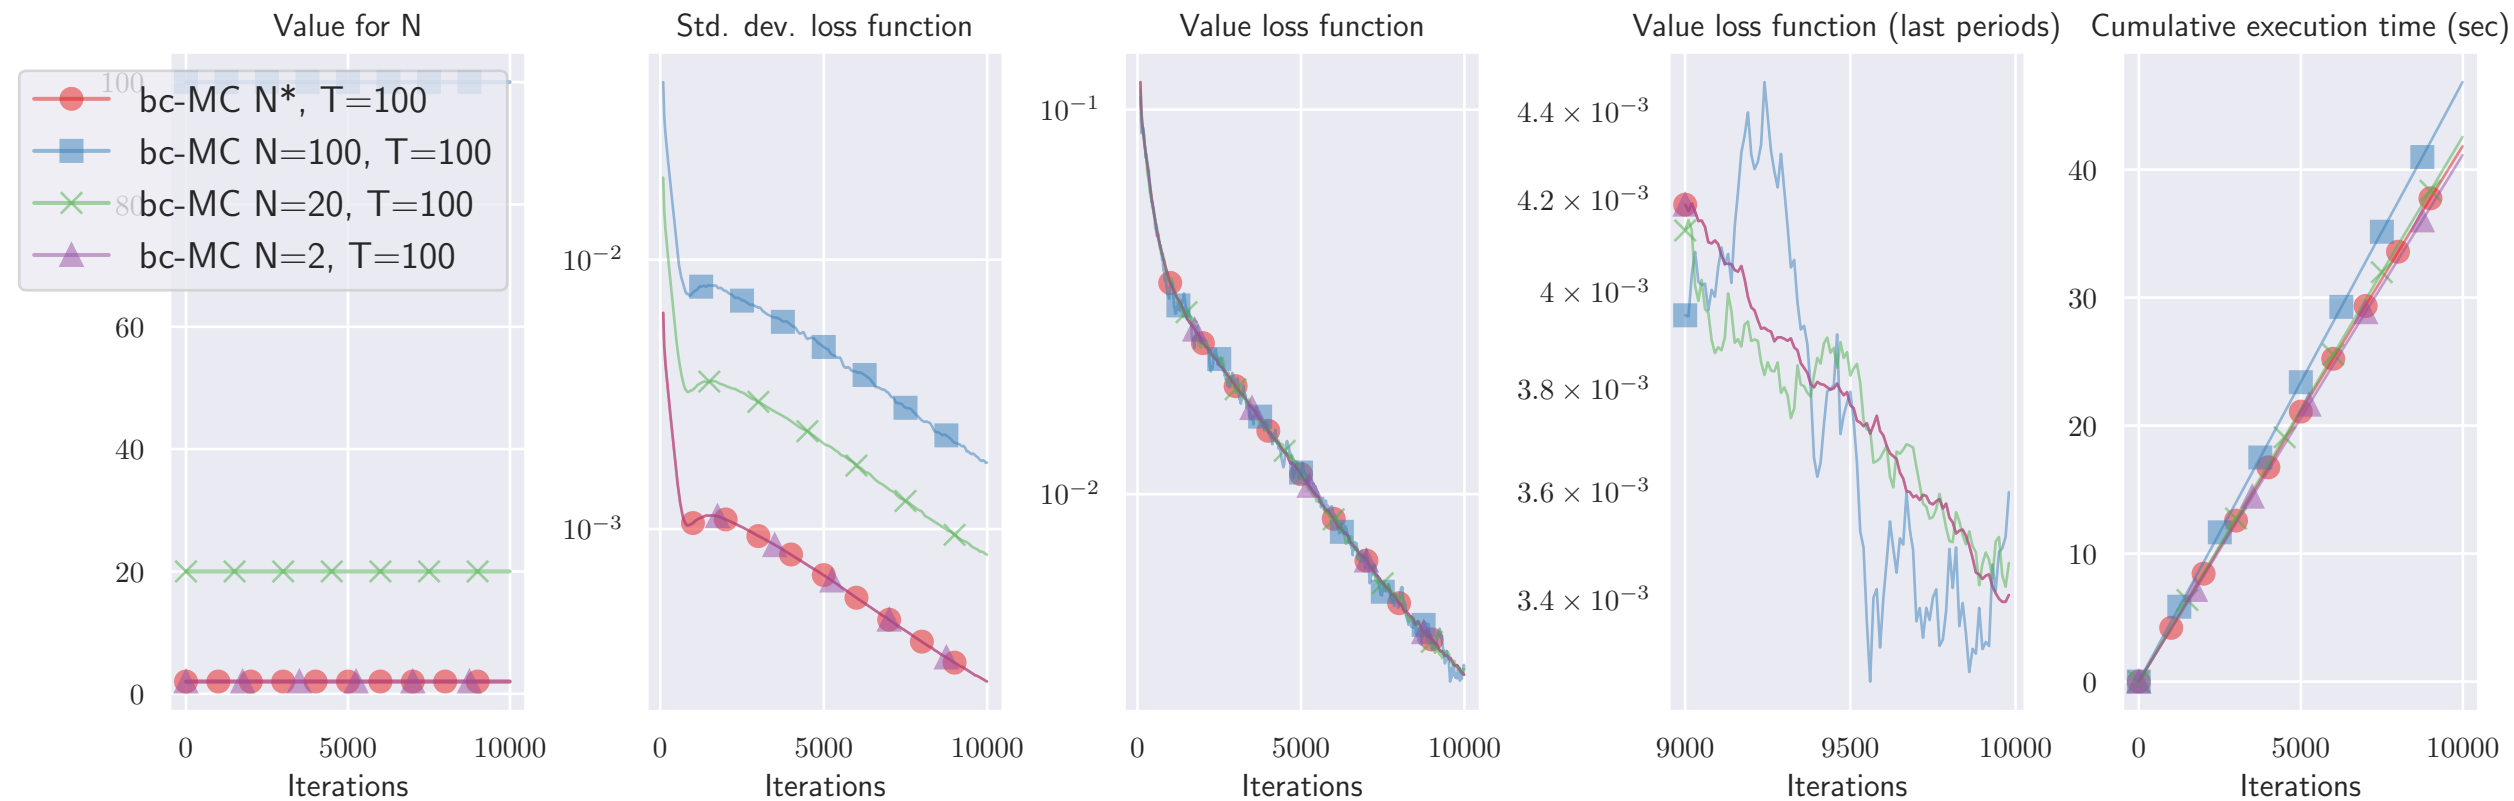 Value for N
100
80
60
40
20
0
0 5000 10000
Iterations
bc-MC N*, T=100
bc-MC N=100, T=100
bc-MC N=20, T=100
bc-MC N=2, T=100
Std. dev. loss function
10⁻²
10⁻³
0 5000 10000
Iterations
Value loss function
10⁻¹
10⁻²
0 5000 10000
Iterations
Value loss function (last periods)
4.4 × 10⁻³
4.2 × 10⁻³
4 × 10⁻³
3.8 × 10⁻³
3.6 × 10⁻³
3.4 × 10⁻³
9000 9500 10000
Iterations
Cumulative execution time (sec)
40
30
20
10
0
0 5000 10000
Iterations